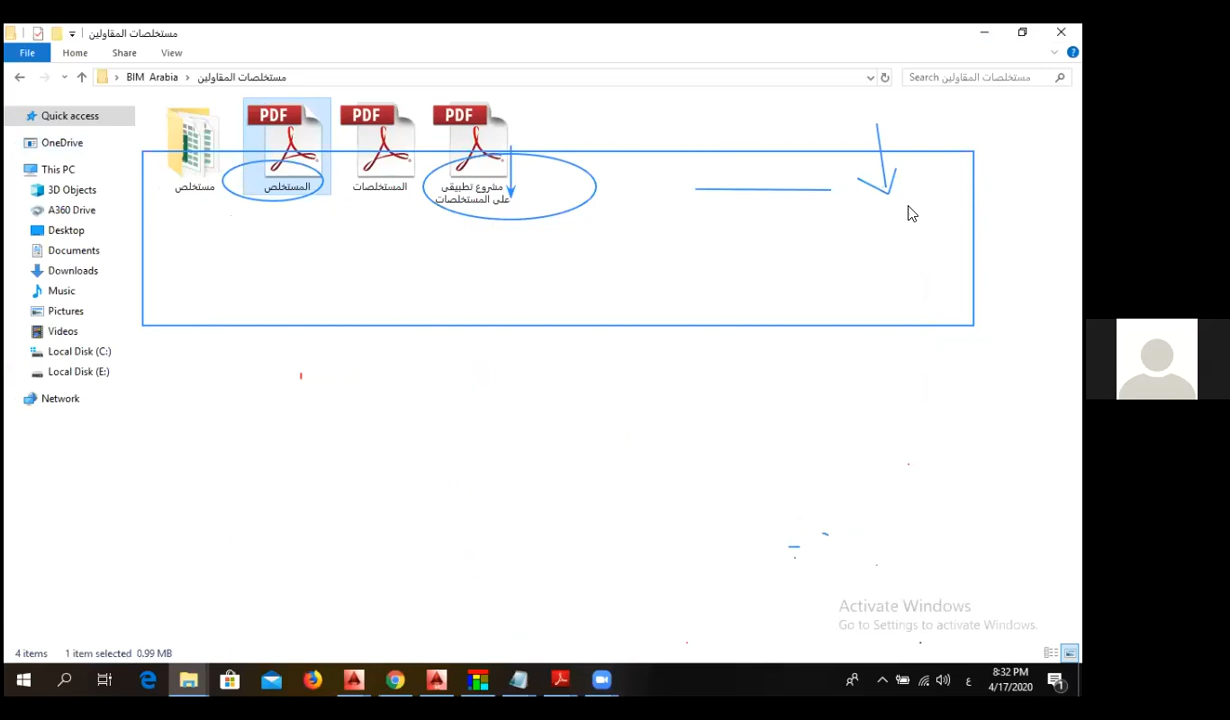 مستخلصات المقاولين
File Home Share View
BIM Arabia مستخلصات المقاولين
Search مستخلصات المقاولين
Quick access
OneDrive
This PC
3D Objects
A360 Drive
Desktop
Documents
Downloads
Music
Pictures
Videos
Local Disk (C:)
Local Disk (E:)
Network
PDF PDF PDF
مستخلص
المستخلص
المستخلصات
مشروع تطبيقى
على المستخلصات
Activate Windows
Go to Settings to activate Windows.
4 items 1 item selected 0.99 MB
ع
8:32 PM
4/17/2020
1